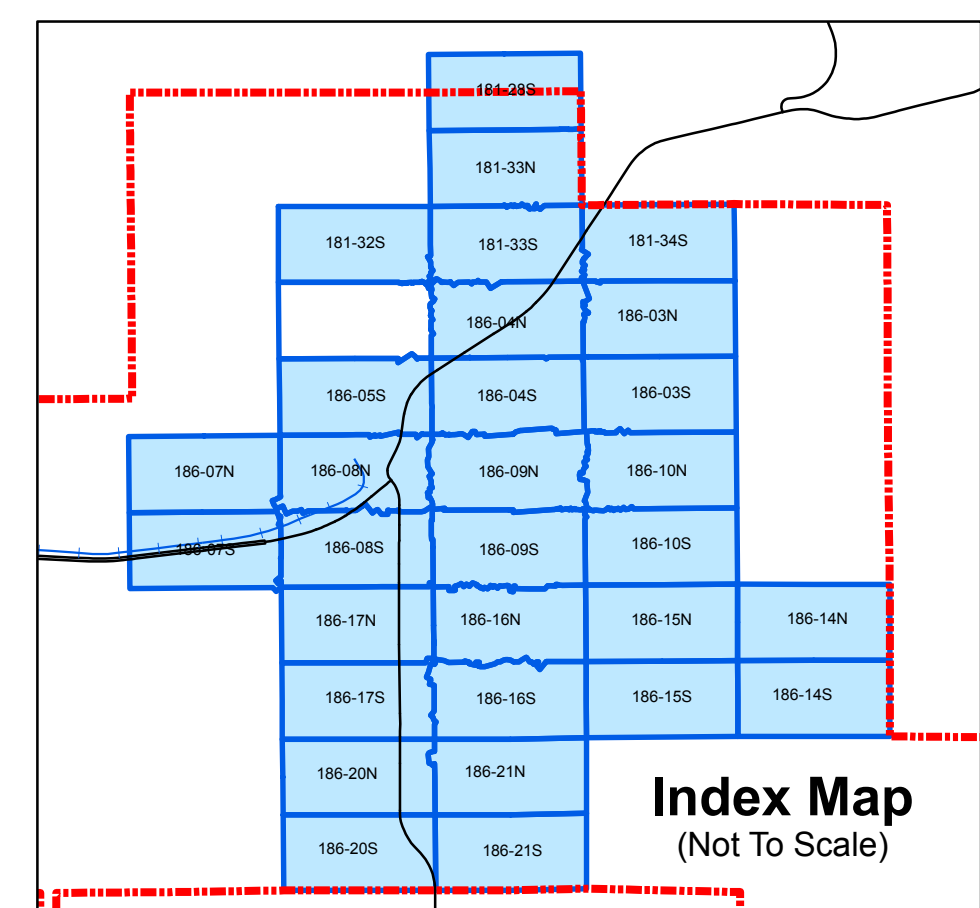 181-28S
181-33N
181-32S
181-33S
181-34S
186-04N
186-03N
186-05S
186-04S
186-03S
186-07N
186-08N
186-09N
186-10N
186-07S
186-08S
186-09S
186-10S
186-17N
186-16N
186-15N
186-14N
186-17S
186-16S
186-15S
186-14S
186-20N
186-21N
186-20S
186-21S
Index Map
(Not To Scale)